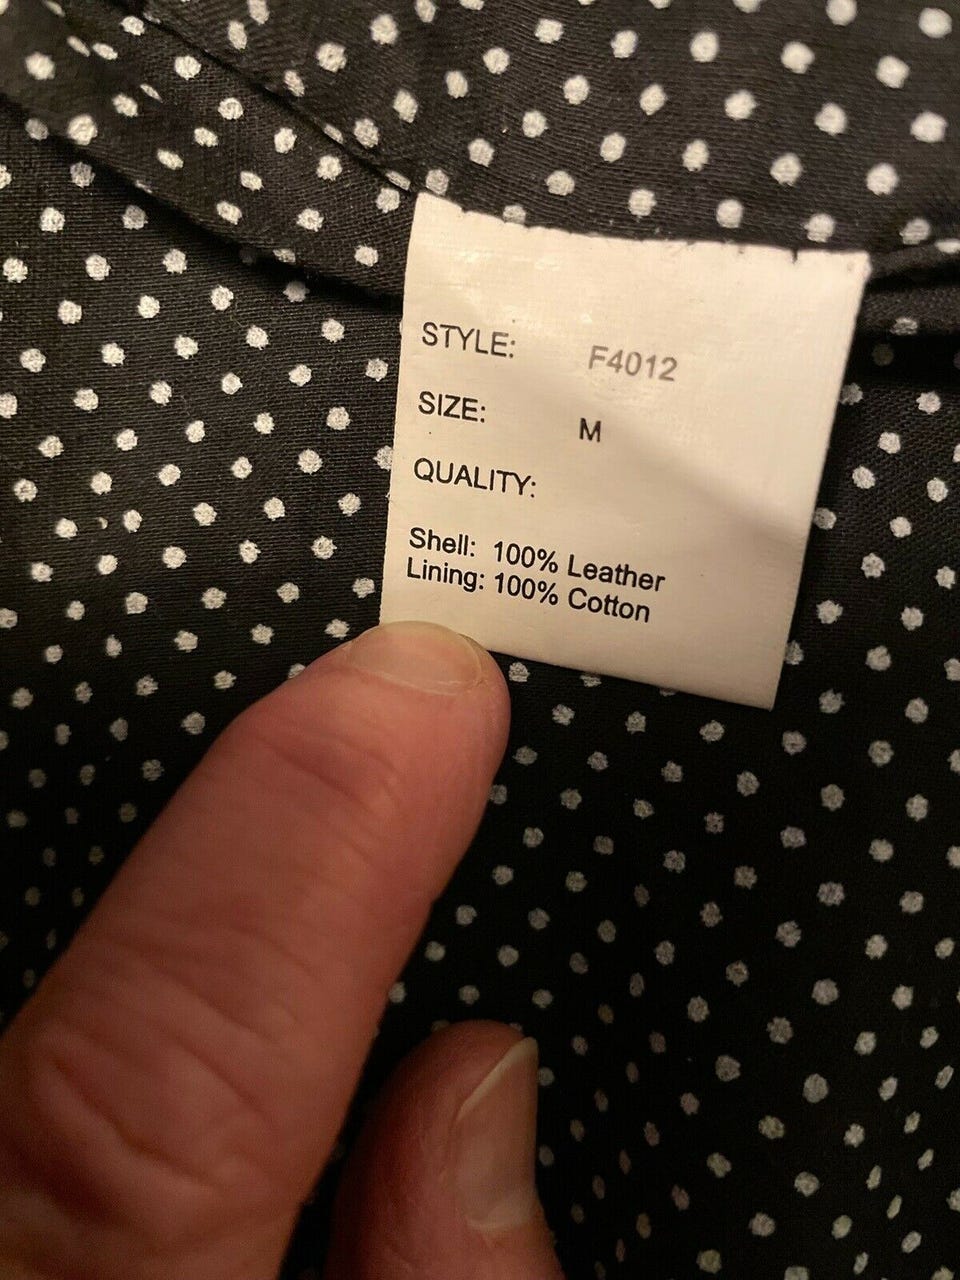 STYLE: F4012
SIZE: M
QUALITY:
Shell: 100% Leather
Lining: 100% Cotton